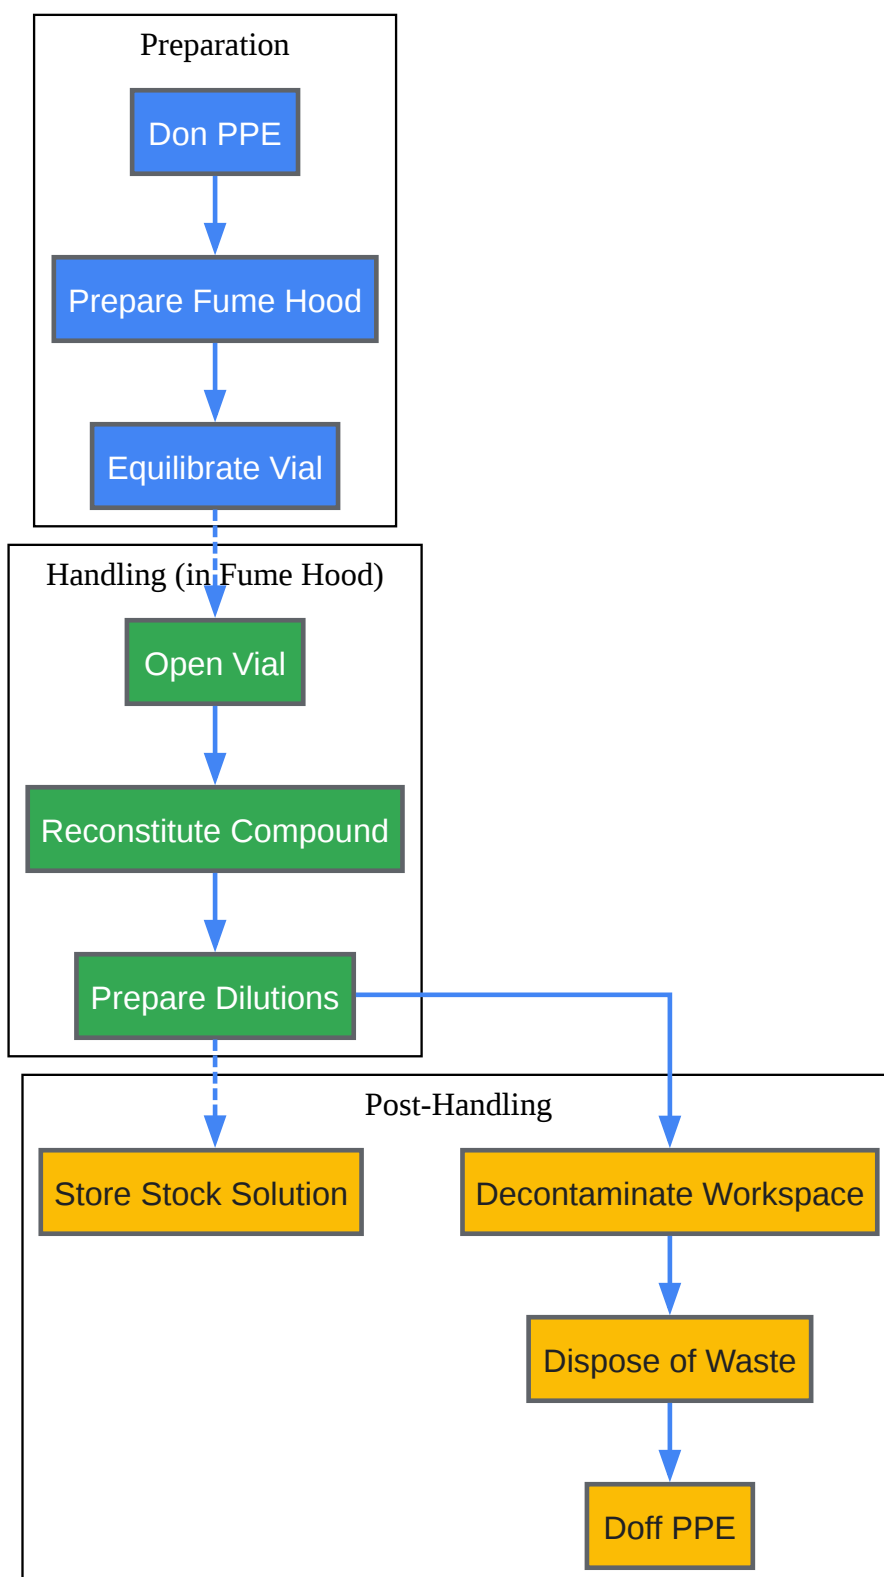 Preparation
Don PPE
Prepare Fume Hood
Equilibrate Vial
Handling (in Fume Hood)
Open Vial
Reconstitute Compound
Prepare Dilutions
Post-Handling
Store Stock Solution
Decontaminate Workspace
Dispose of Waste
Doff PPE